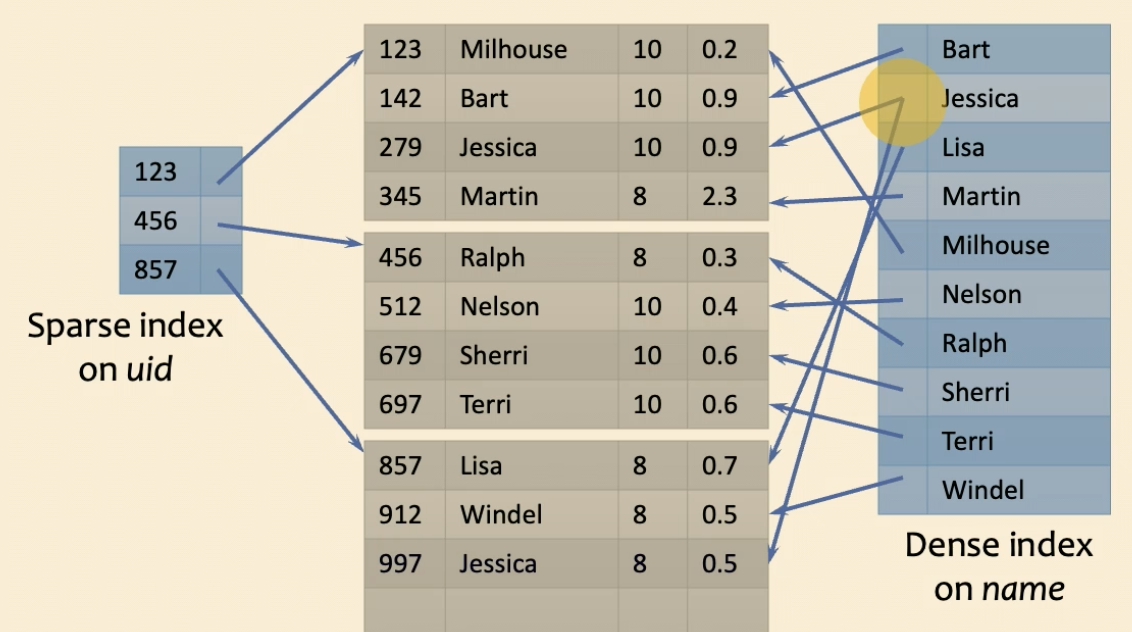 123
456
857
Sparse index
on uid
123 Milhouse 10 0.2
142 Bart 10 0.9
279 Jessica 10 0.9
345 Martin 8 2.3
456 Ralph 8 0.3
512 Nelson 10 0.4
679 Sherri 10 0.6
697 Terri 10 0.6
857 Lisa 8 0.7
912 Windel 8 0.5
997 Jessica 8 0.5
Bart
Jessica
Lisa
Martin
Milhouse
Nelson
Ralph
Sherri
Terri
Windel
Dense index
on name